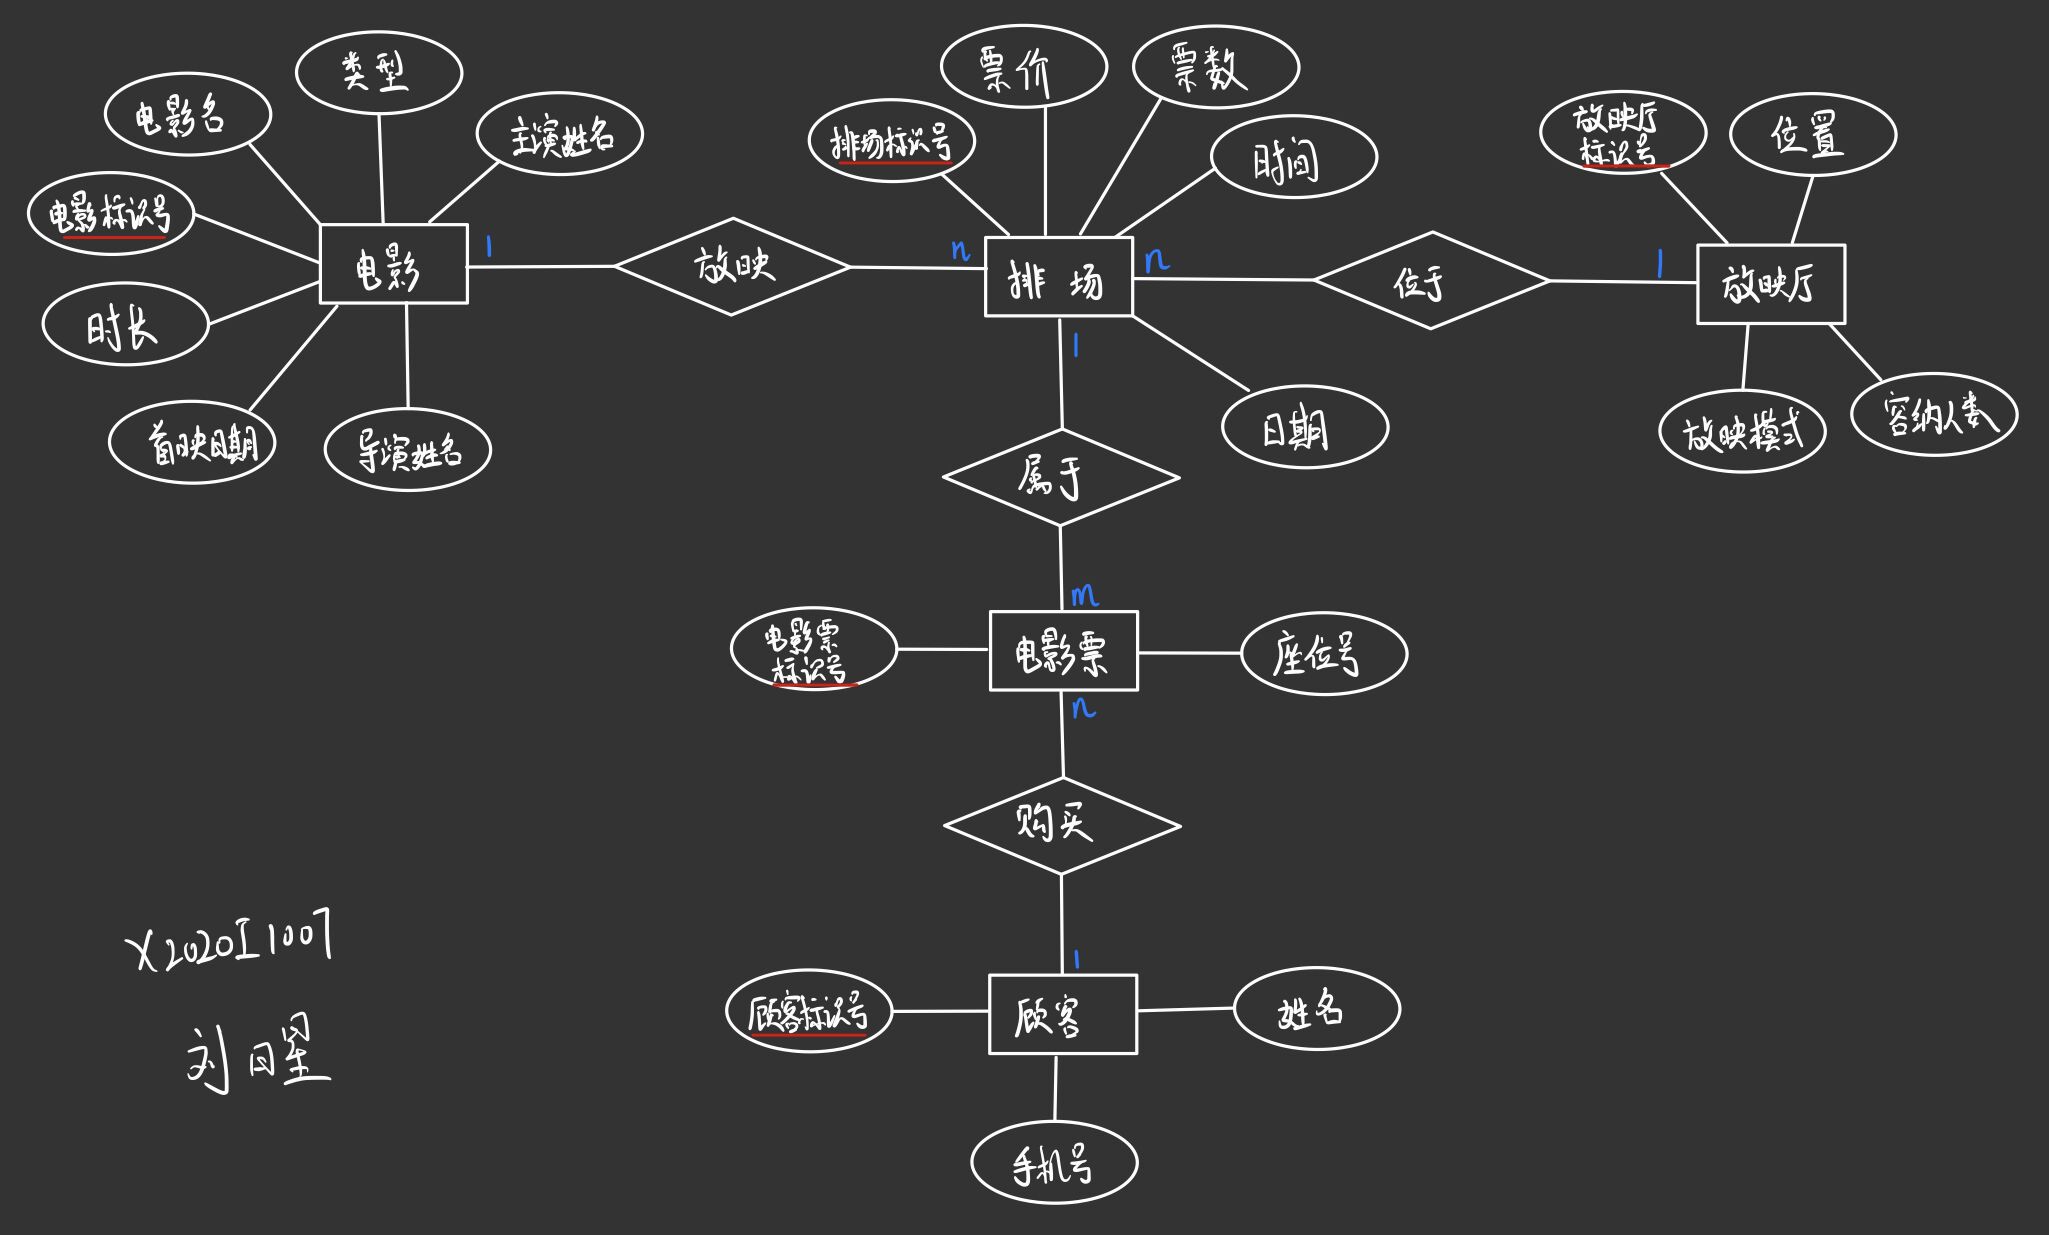 类型
票价
票数
电影名
主演姓名
排场标识号
时间
放映厅
标识号
位置
电影标识号
电影
1
放映
n
排场
n
位于
1
放映厅
时长
1
首映日期
导演姓名
日期
放映模式
容纳人数
属于
m
电影票
标识号
电影票
座位号
n
购买
X2020I1007
1
刘日星
顾客标识号
顾客
姓名
手机号